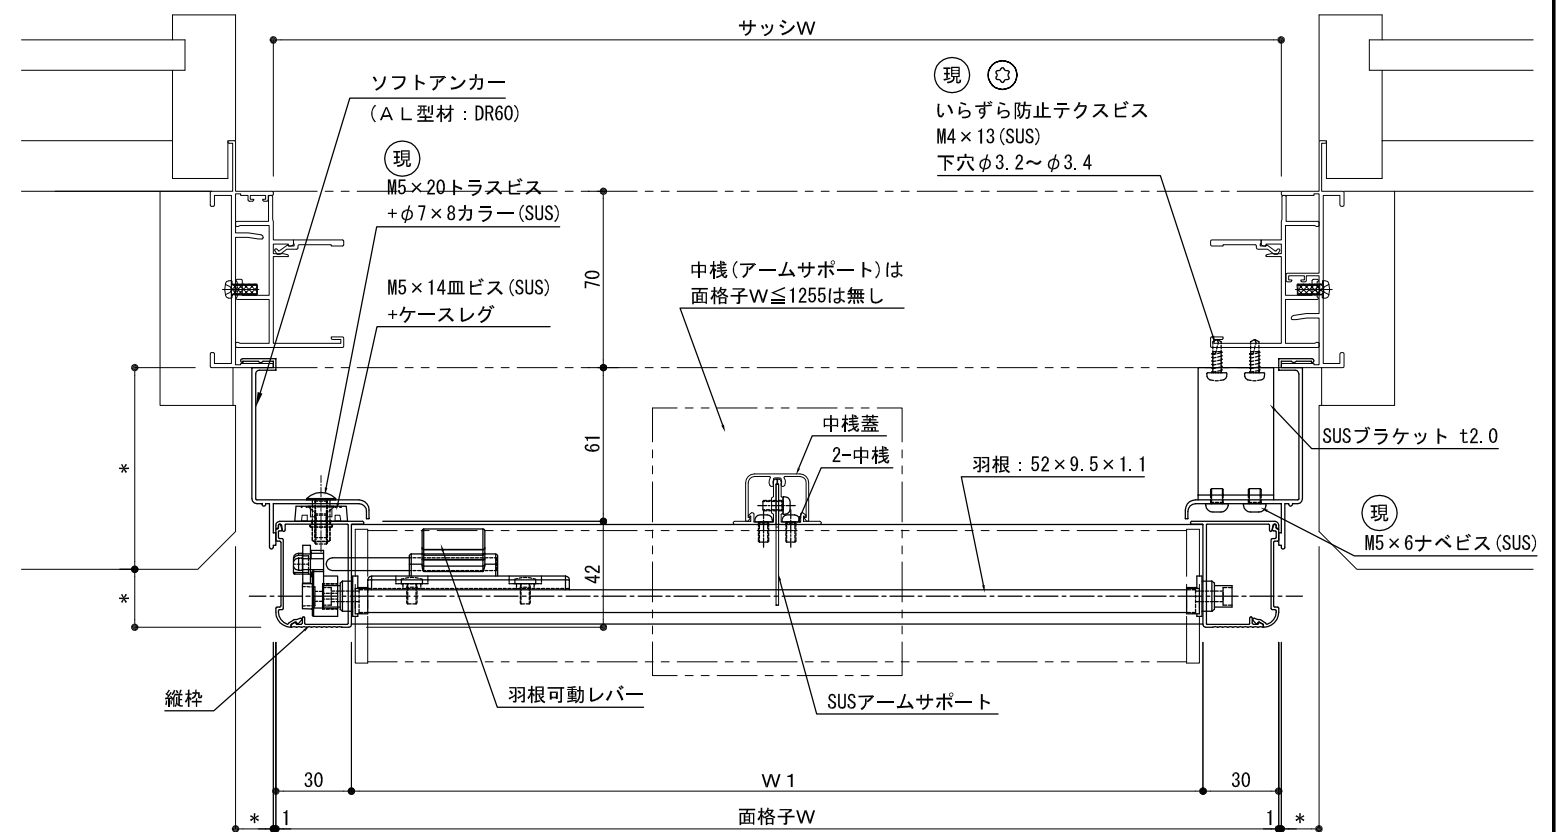 サッシW
ソフトアンカー
（ＡＬ型材：DR60）
現
M5×20トラスビス
+φ7×8カラー(SUS)
M5×14皿ビス(SUS)
+ケースレグ
現
いらずら防止テクスビス
M4×13(SUS)
下穴φ3.2～φ3.4
中桟(アームサポート)は
面格子W≦1255は無し
70
61
42
中桟蓋
2-中桟
羽根：52×9.5×1.1
SUSブラケット t2.0
現
M5×6ナベビス(SUS)
*
*
縦枠
羽根可動レバー
SUSアームサポート
30
W1
30
*
1
面格子W
1
*